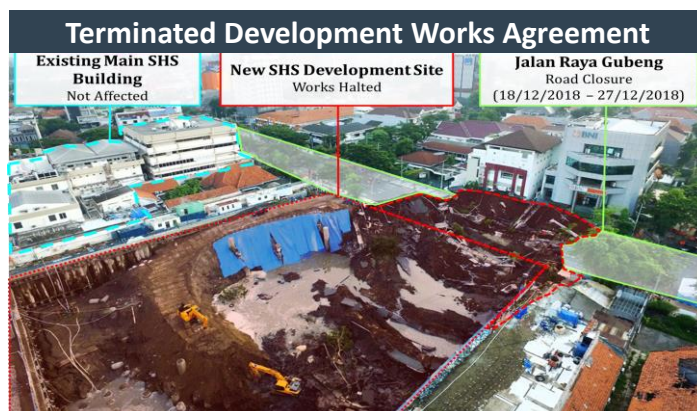 Terminated Development Works Agreement
Existing Main SHS
Building
Not Affected
New SHS Development Site
Works Halted
Jalan Raya Gubeng
Road Closure
(18/12/2018 – 27/12/2018)
BNI